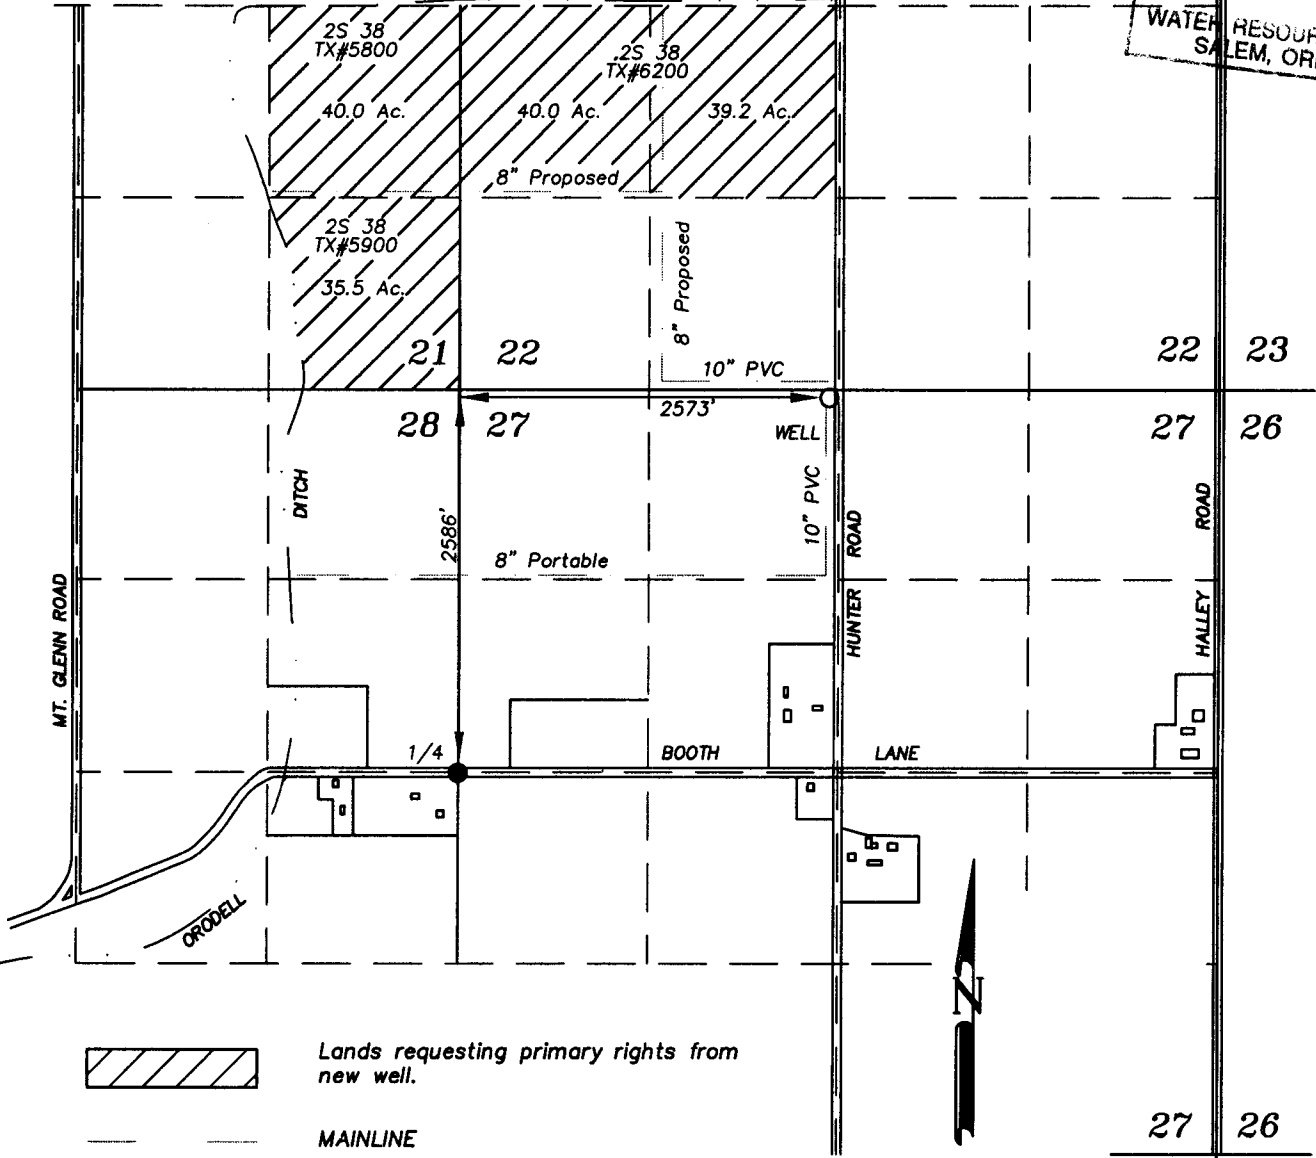 WATER RESOUR
SALEM, OR
2S 38
TX#5800
2S 38
TX#6200
40.0 Ac.
40.0 Ac.
39.2 Ac.
8" Proposed
2S 38
TX#5900
35.5 Ac.
8" Proposed
21 22
22 23
10" PVC
2573'
28 27
27 26
WELL
DITCH
10" PVC
ROAD
ROAD
2586'
8" Portable
MT. GLENN ROAD
HUNTER
HALLEY
1/4
BOOTH LANE
ORODELL
N
Lands requesting primary rights from
new well.
MAINLINE
27 26